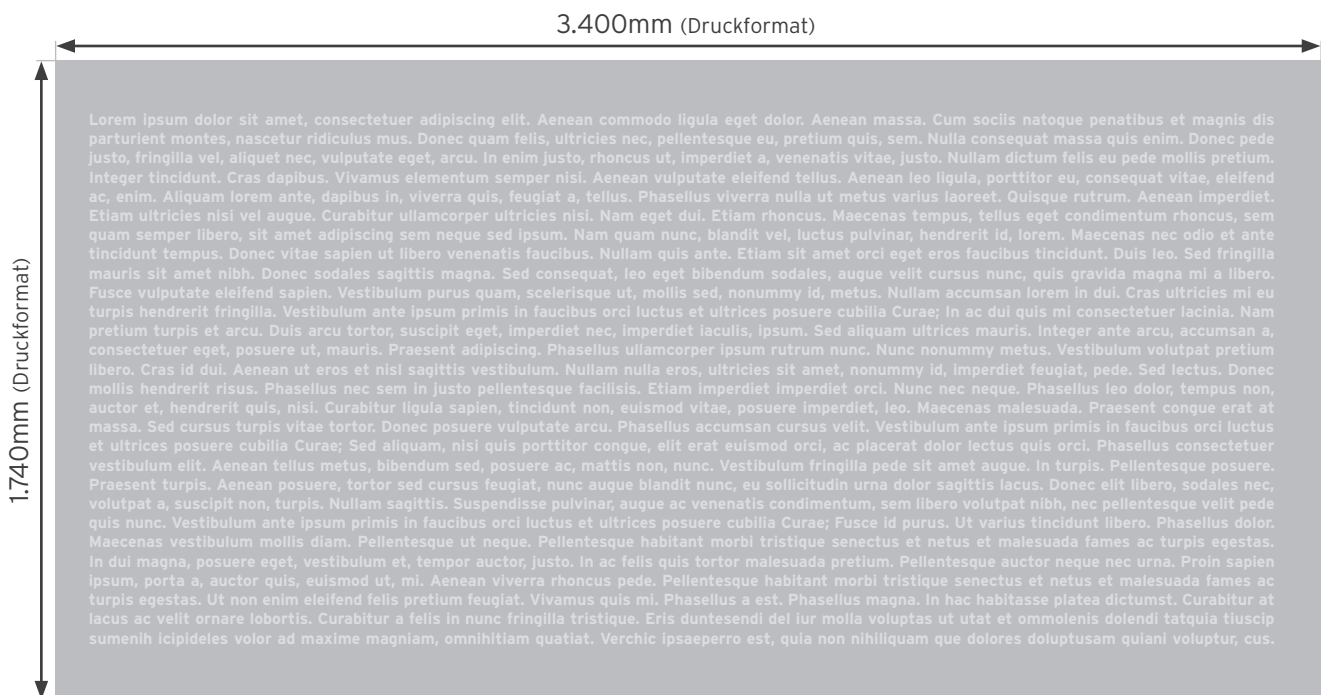 3.400mm (Druckformat)
1.740mm (Druckformat)
Lorem ipsum dolor sit amet, consectetuer adipiscing elit. Aenean commodo ligula eget dolor. Aenean massa. Cum sociis natoque penatibus et magnis dis
parturient montes, nascetur ridiculus mus. Donec quam felis, ultricies nec, pellentesque eu, pretium quis, sem. Nulla consequat massa quis enim. Donec pede
justo, fringilla vel, aliquet nec, vulputate eget, arcu. In enim justo, rhoncus ut, imperdiet a, venenatis vitae, justo. Nullam dictum felis eu pede mollis pretium.
Integer tincidunt. Cras dapibus. Vivamus elementum semper nisi. Aenean vulputate eleifend tellus. Aenean leo ligula, porttitor eu, consequat vitae, eleifend
ac, enim. Aliquam lorem ante, dapibus in, viverra quis, feugiat a, tellus. Phasellus viverra nulla ut metus varius laoreet. Quisque rutrum. Aenean imperdiet.
Etiam ultricies nisi vel augue. Curabitur ullamcorper ultricies nisi. Nam eget dui. Etiam rhoncus. Maecenas tempus, tellus eget condimentum rhoncus, sem
quam semper libero, sit amet adipiscing sem neque sed ipsum. Nam quam nunc, blandit vel, luctus pulvinar, hendrerit id, lorem. Maecenas nec odio et ante
tincidunt tempus. Donec vitae sapien ut libero venenatis faucibus. Nullam quis ante. Etiam sit amet orci eget eros faucibus tincidunt. Duis leo. Sed fringilla
mauris sit amet nibh. Donec sodales sagittis magna. Sed consequat, leo eget bibendum sodales, augue velit cursus nunc, quis gravida magna mi a libero.
Fusce vulputate eleifend sapien. Vestibulum purus quam, scelerisque ut, mollis sed, nonummy id, metus. Nullam accumsan lorem in dui. Cras ultricies mi eu
turpis hendrerit fringilla. Vestibulum ante ipsum primis in faucibus orci luctus et ultrices posuere cubilia Curae; In ac dui quis mi consectetuer lacinia. Nam
pretium turpis et arcu. Duis arcu tortor, suscipit eget, imperdiet nec, imperdiet iaculis, ipsum. Sed aliquam ultrices mauris. Integer ante arcu, accumsan a,
consectetuer eget, posuere ut, mauris. Praesent adipiscing. Phasellus ullamcorper ipsum rutrum nunc. Nunc nonummy metus. Vestibulum volutpat pretium
libero. Cras id dui. Aenean ut eros et nisl sagittis vestibulum. Nullam nulla eros, ultricies sit amet, nonummy id, imperdiet feugiat, pede. Sed lectus. Donec
mollis hendrerit risus. Phasellus nec sem in justo pellentesque facilisis. Etiam imperdiet imperdiet orci. Nunc nec neque. Phasellus leo dolor, tempus non,
auctor et, hendrerit quis, nisi. Curabitur ligula sapien, tincidunt non, euismod vitae, posuere imperdiet, leo. Maecenas malesuada. Praesent congue erat at
massa. Sed cursus turpis vitae tortor. Donec posuere vulputate arcu. Phasellus accumsan cursus velit. Vestibulum ante ipsum primis in faucibus orci luctus
et ultrices posuere cubilia Curae; Sed aliquam, nisi quis porttitor congue, elit erat euismod orci, ac placerat dolor lectus quis orci. Phasellus consectetuer
vestibulum elit. Aenean tellus metus, bibendum sed, posuere ac, mattis non, nunc. Vestibulum fringilla pede sit amet augue. In turpis. Pellentesque posuere.
Praesent turpis. Aenean posuere, tortor sed cursus feugiat, nunc augue blandit nunc, eu sollicitudin urna dolor sagittis lacus. Donec elit libero, sodales nec,
volutpat a, suscipit non, turpis. Nullam sagittis. Suspendisse pulvinar, augue ac venenatis condimentum, sem libero volutpat nibh, nec pellentesque velit pede
quis nunc. Vestibulum ante ipsum primis in faucibus orci luctus et ultrices posuere cubilia Curae; Fusce id purus. Ut varius tincidunt libero. Phasellus dolor.
Maecenas vestibulum mollis diam. Pellentesque ut neque. Pellentesque habitant morbi tristique senectus et netus et malesuada fames ac turpis egestas.
In dui magna, posuere eget, vestibulum et, tempor auctor, justo. In ac felis quis tortor malesuada pretium. Pellentesque auctor neque nec urna. Proin sapien
ipsum, porta a, auctor quis, euismod ut, mi. Aenean viverra rhoncus pede. Pellentesque habitant morbi tristique senectus et netus et malesuada fames ac
turpis egestas. Ut non enim eleifend felis pretium feugiat. Vivamus quis mi. Phasellus a est. Phasellus magna. In hac habitasse platea dictumst. Curabitur at
lacus ac velit ornare lobortis. Curabitur a felis in nunc fringilla tristique. Eris duntesendi del iur molla voluptas ut utat et ommolenis dolendi tatquia tiuscip
sumenih icipideles volor ad maxime magniam, omnihitiam quatiat. Verchic ipsaeperro est, quia non nihiliquam que dolores doluptusam quiani voluptur, cus.